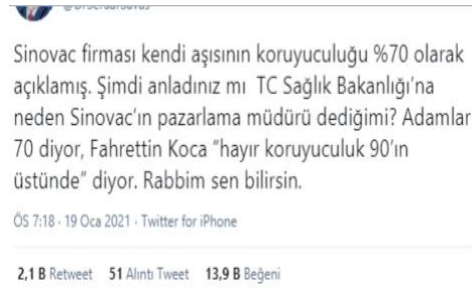 @DrSerdarSavas
Sinovac firması kendi aşısının koruyuculuğu %70 olarak
açıklamış. Şimdi anladınız mı TC Sağlık Bakanlığı'na
neden Sinovac'ın pazarlama müdürü dediğimi? Adamlar
70 diyor, Fahrettin Koca “hayır koruyuculuk 90'ın
üstünde” diyor. Rabbim sen bilirsin.
ÖS 7:18 · 19 Oca 2021 · Twitter for iPhone
2,1 B Retweet 51 Alıntı Tweet 13,9 B Beğeni